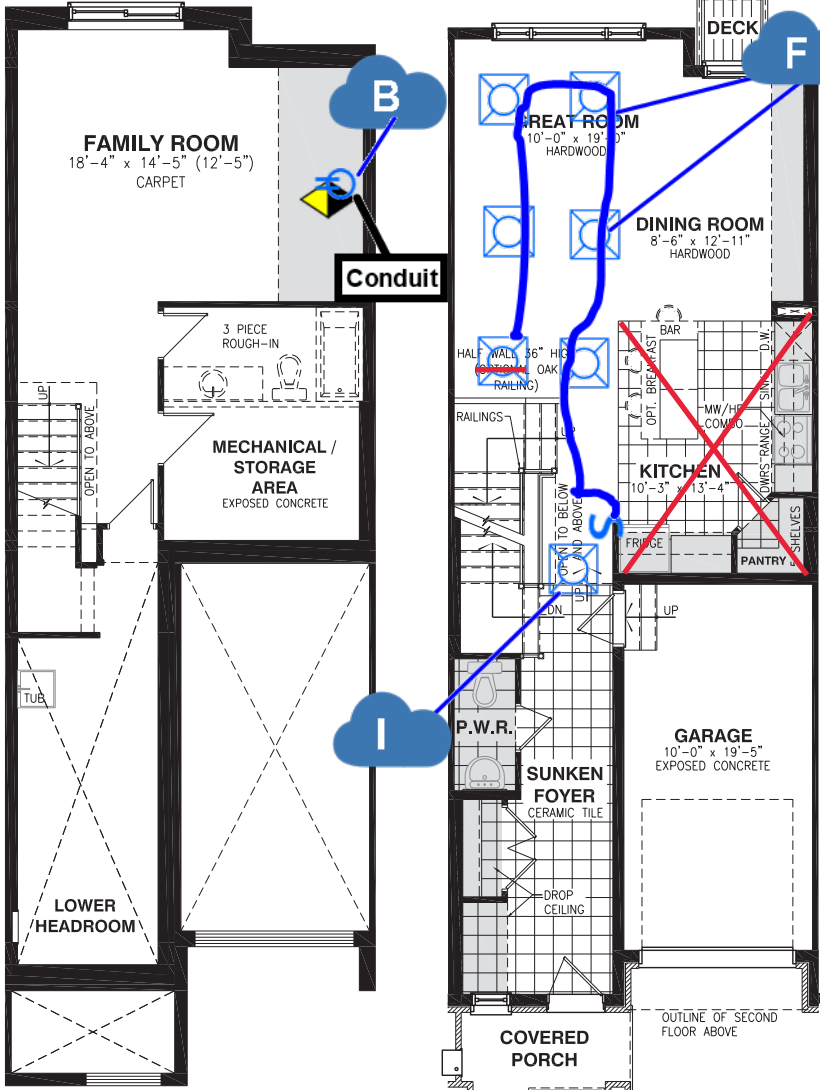 B
FAMILY ROOM
18'-4" x 14'-5" (12'-5")
CARPET
Conduit
3 PIECE
ROUGH-IN
UP
OPEN TO ABOVE
MECHANICAL /
STORAGE
AREA
EXPOSED CONCRETE
TUB
LOWER
HEADROOM
DECK
F
GREAT ROOM
10'-0" x 19'-0"
HARDWOOD
DINING ROOM
8'-6" x 12'-11"
HARDWOOD
BAR
HALF WALL 36" HIGH
(OPTIONAL OAK
RAILING)
OPT. BREAKFAST
D.W.
SINK
MW/HF
COMBO
RANGE
DWRS
RAILINGS
UP
KITCHEN
10'-3" x 13'-4"
OPEN TO BELOW
AND ABOVE
S
FRIDGE
PANTRY
SHELVES
UP
DN
UP
I
P.W.R.
SUNKEN
FOYER
CERAMIC TILE
GARAGE
10'-0" x 19'-5"
EXPOSED CONCRETE
DROP
CEILING
OUTLINE OF SECOND
FLOOR ABOVE
COVERED
PORCH